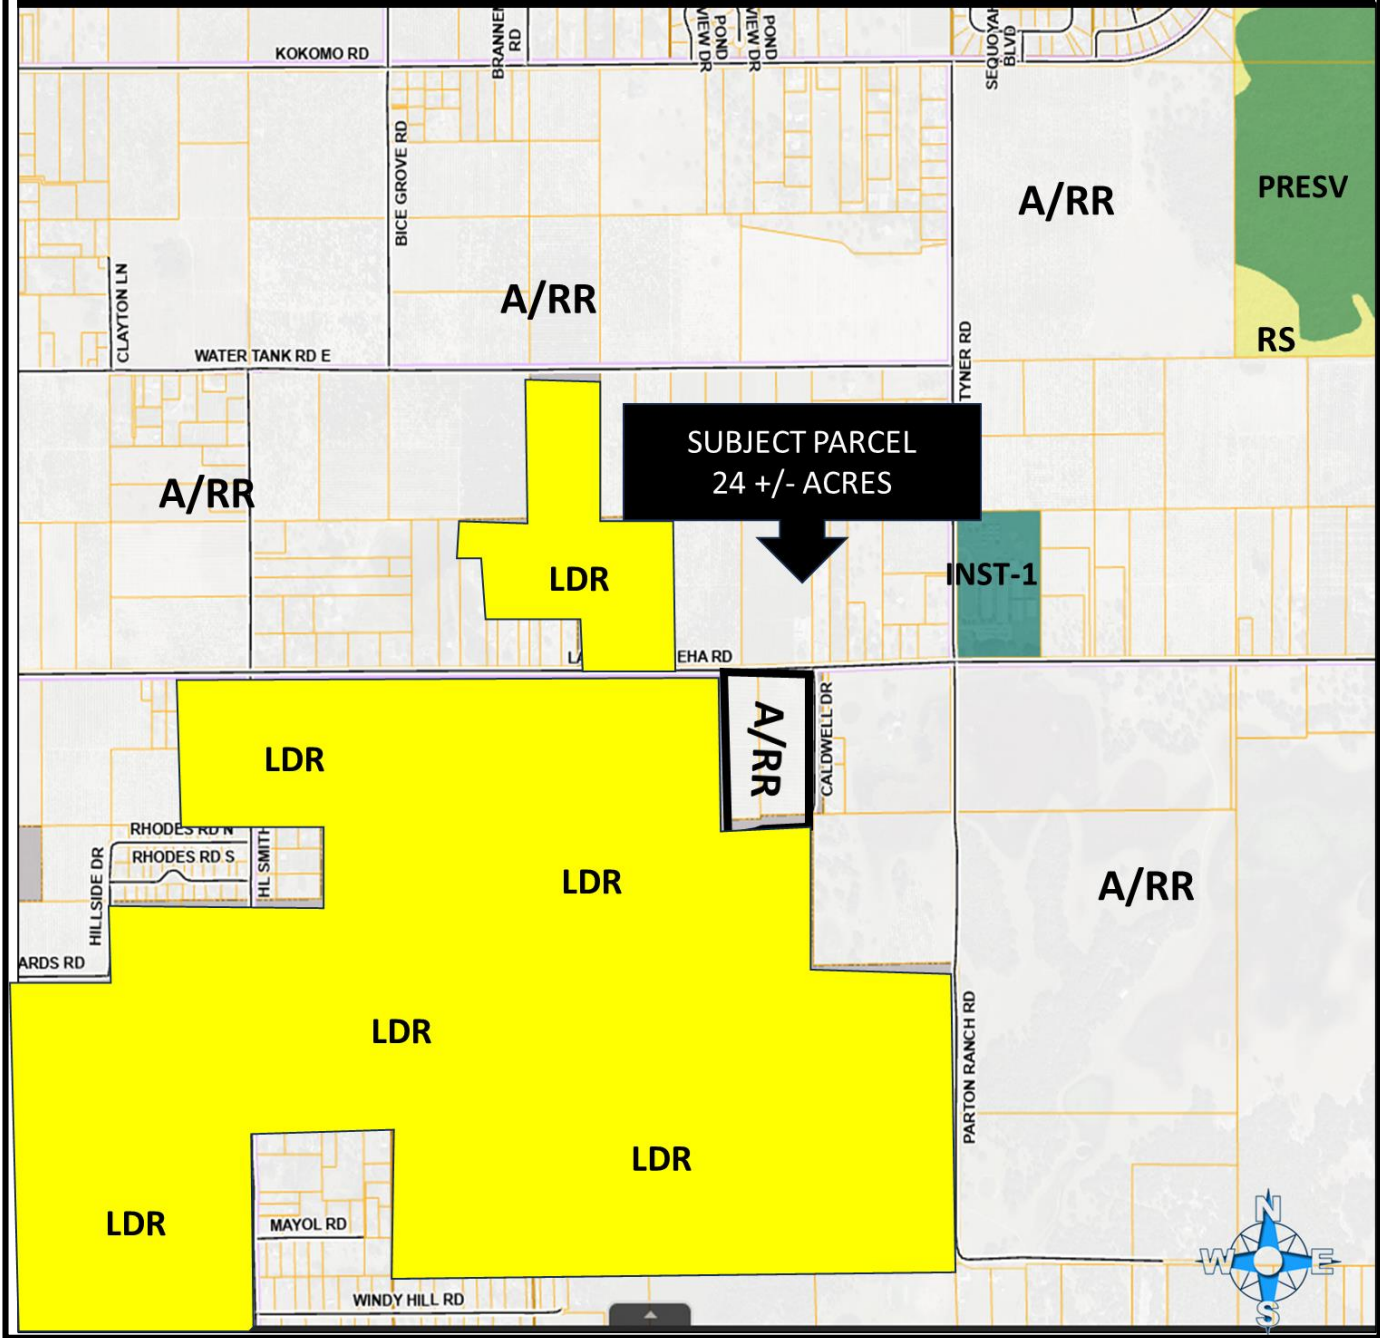 BRANNEN
RD
POND
VIEW DR
POND
VIEW DR
SEQUOYAH
BLVD
KOKOMO RD
BICE GROVE RD
A/RR
PRESV
CLAYTON LN
A/RR
TYNER RD
RS
WATER TANK RD E
SUBJECT PARCEL
24 +/- ACRES
A/RR
LDR
INST-1
EHA RD
LDR
A/RR
CALDWELL DR
RHODES RD N
RHODES RD S
HL SMITH
HILLSIDE DR
LDR
A/RR
ARDS RD
LDR
PARTON RANCH RD
LDR
LDR
MAYOL RD
WINDY HILL RD
N
W
E
S